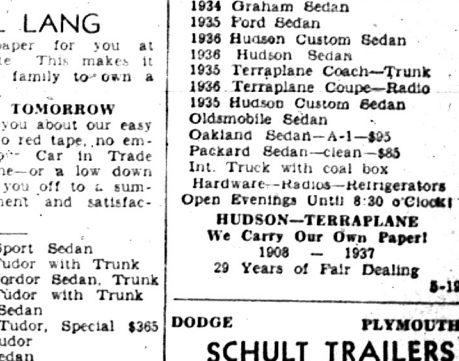 L LANG
aper for you at
e This makes it
family to own a
TOMORROW
you about our easy
o red tape, no em-
Car in Trade
ne—or a low down
you off to a sum-
ment and satisfac-
Sport Sedan
Tudor with Trunk
ordor Sedan, Trunk
Tudor with Trunk
Sedan
Tudor, Special $365
udor
edan
1934 Graham Sedan
1935 Ford Sedan
1936 Hudson Custom Sedan
1936 Hudson Sedan
1935 Terraplane Coach—Trunk
1936 Terraplane Coupe—Radio
1935 Hudson Custom Sedan
Oldsmobile Sedan
Oakland Sedan—A-1—$95
Packard Sedan—clean—$85
Int. Truck with coal box
Hardware—Radios—Refrigerators
Open Evenings Until 8:30 o'Clock!
HUDSON—TERRAPLANE
We Carry Our Own Paper!
1908 — 1937
29 Years of Fair Dealing
5-19
DODGE PLYMOUTH
SCHULT TRAILERS